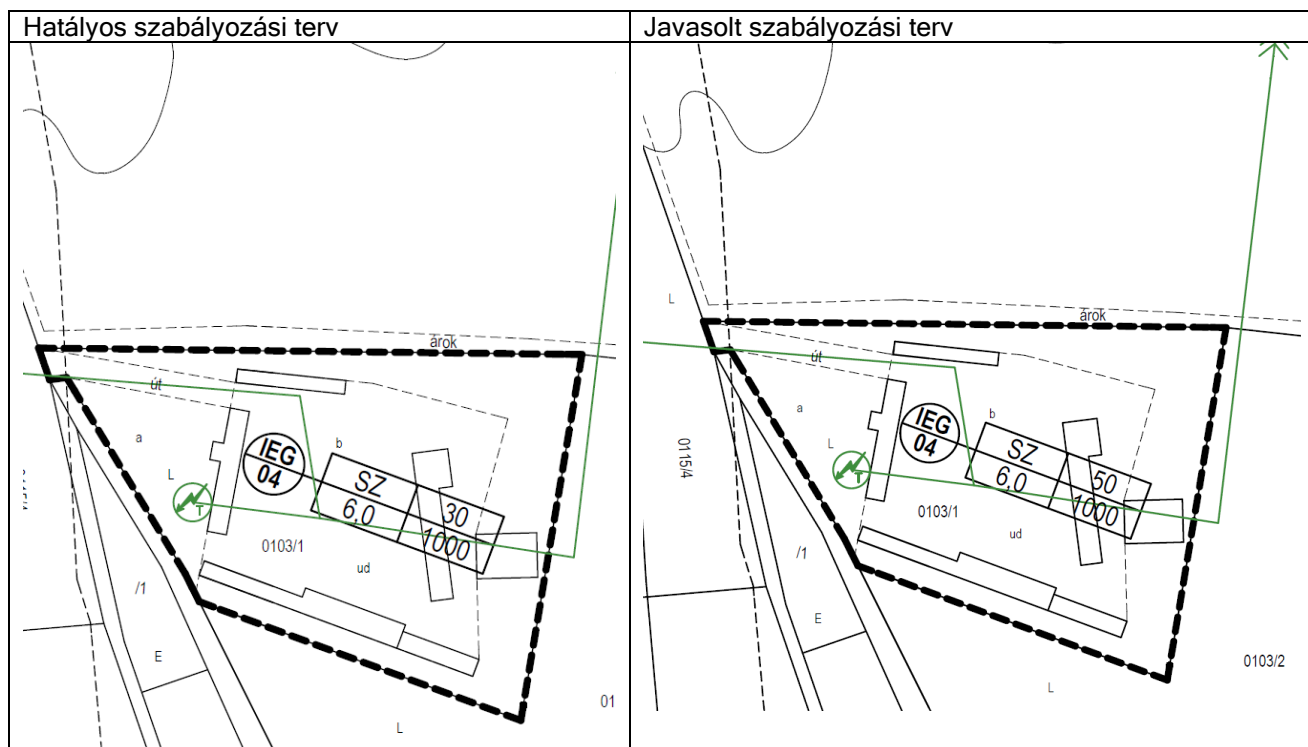 Hatályos szabályozási terv
árok
út
a
b
IEG
04
SZ
30
6,0
1000
L
T
0103/1
ud
/1
E
01
L
Javasolt szabályozási terv
L
árok
út
a
b
IEG
04
SZ
50
6,0
1000
L
T
0115/4
0103/1
ud
/1
E
0103/2
L